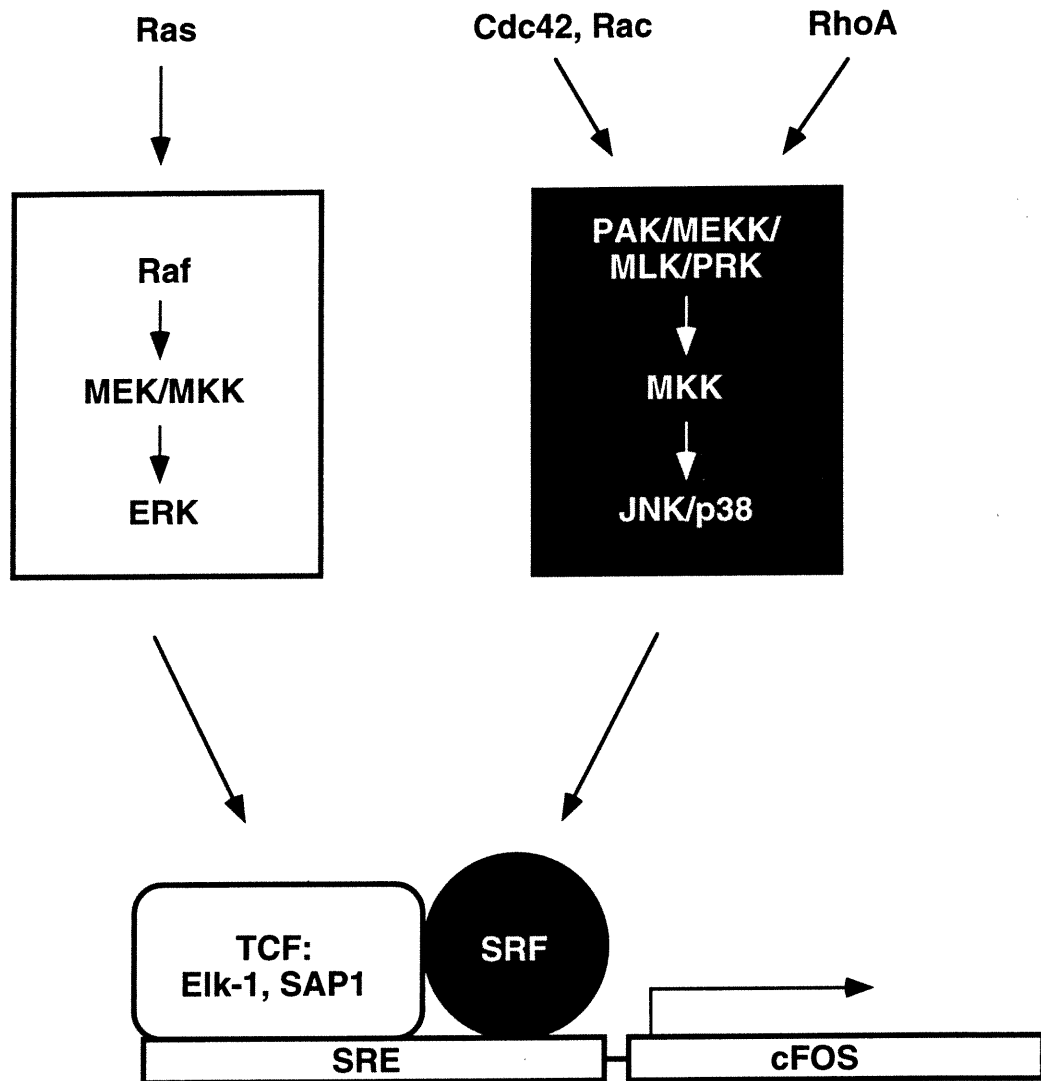 Ras
Cdc42, Rac
RhoA
Raf
MEK/MKK
ERK
PAK/MEKK/
MLK/PRK
MKK
JNK/p38
TCF:
Elk-1, SAP1
SRF
SRE
cFOS